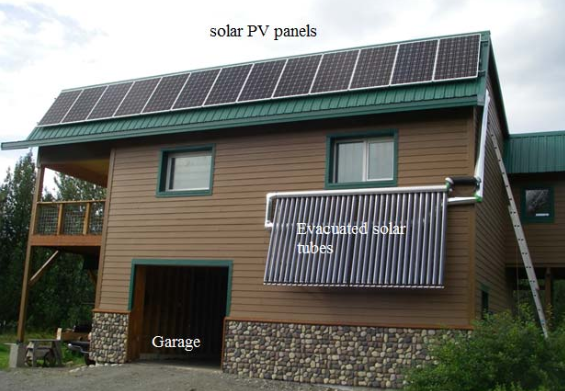 solar PV panels
Evacuated solar
tubes
Garage